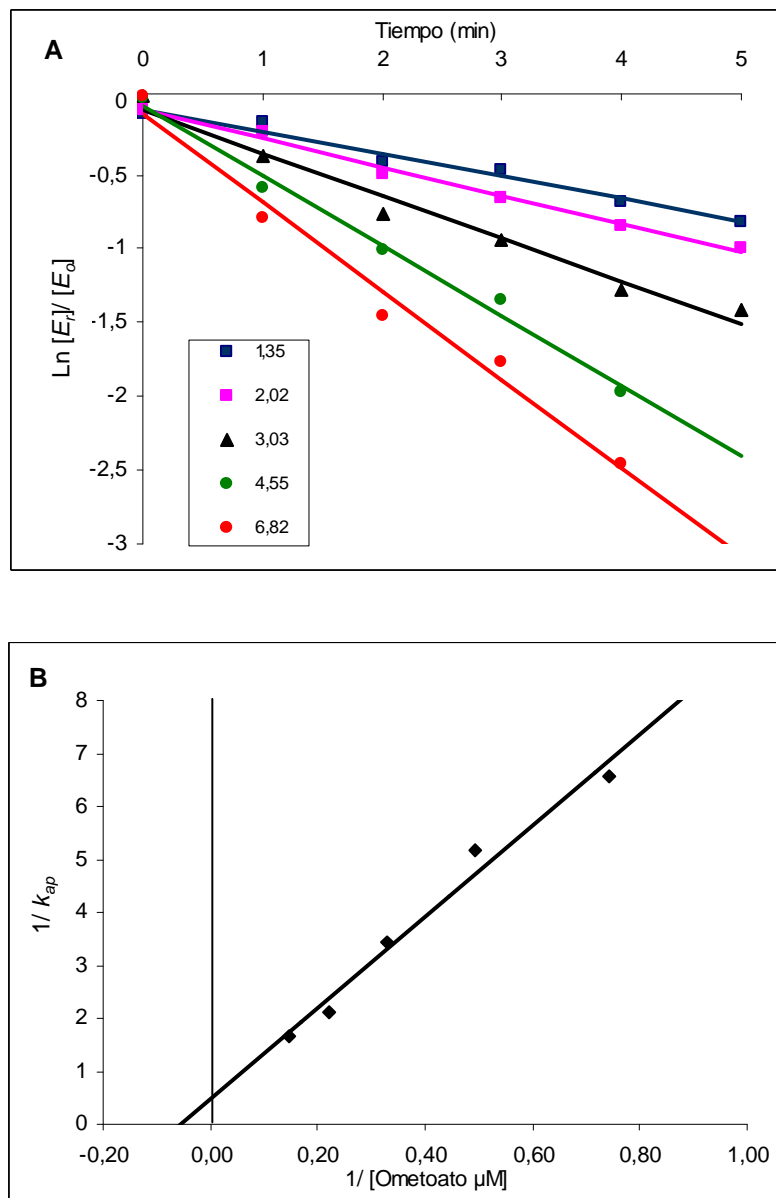 A
Tiempo (min)
0 1 2 3 4 5
0
-0,5
-1
-1,5
-2
-2,5
-3
Ln [Er]/ [Eo]
1,35
2,02
3,03
4,55
6,82
B
8
7
6
5
4
3
2
1
0
1/ kap
-0,20 0,00 0,20 0,40 0,60 0,80 1,00
1/ [Ometoato µM]